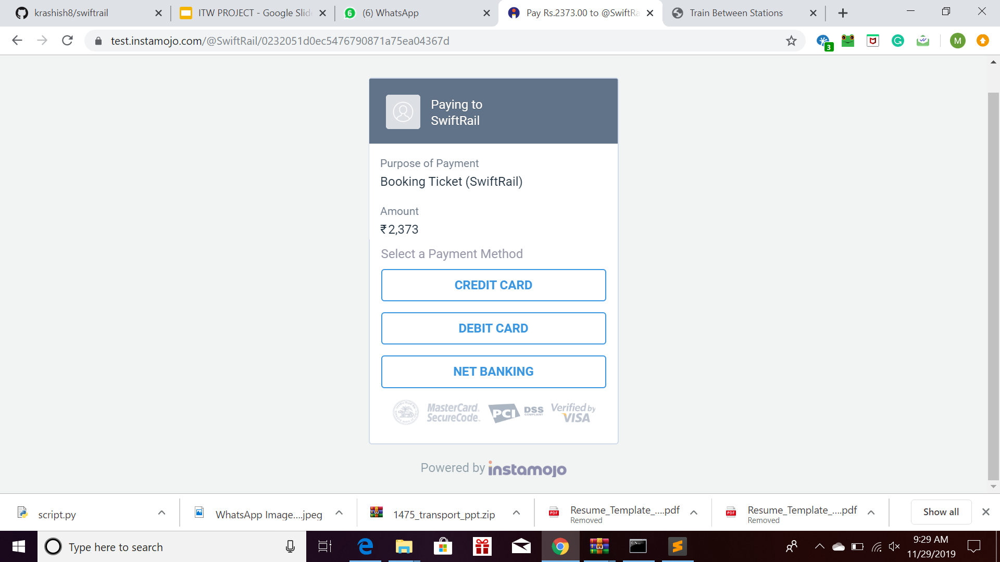 krashish8/swiftrail
ITW PROJECT - Google Slide
(6) WhatsApp
Pay Rs.2373.00 to @SwiftRa
Train Between Stations
test.instamojo.com/@SwiftRail/0232051d0ec5476790871a75ea04367d
3
M
Paying to
SwiftRail
Purpose of Payment
Booking Ticket (SwiftRail)
Amount
₹2,373
Select a Payment Method
CREDIT CARD
DEBIT CARD
NET BANKING
MasterCard.
SecureCode.
PCI DSS
COMPLIANT
Verified by
VISA
Powered by instamojo
script.py
WhatsApp Image....jpeg
1475_transport_ppt.zip
Resume_Template_....pdf
Removed
Resume_Template_....pdf
Removed
Show all
Type here to search
9:29 AM
11/29/2019